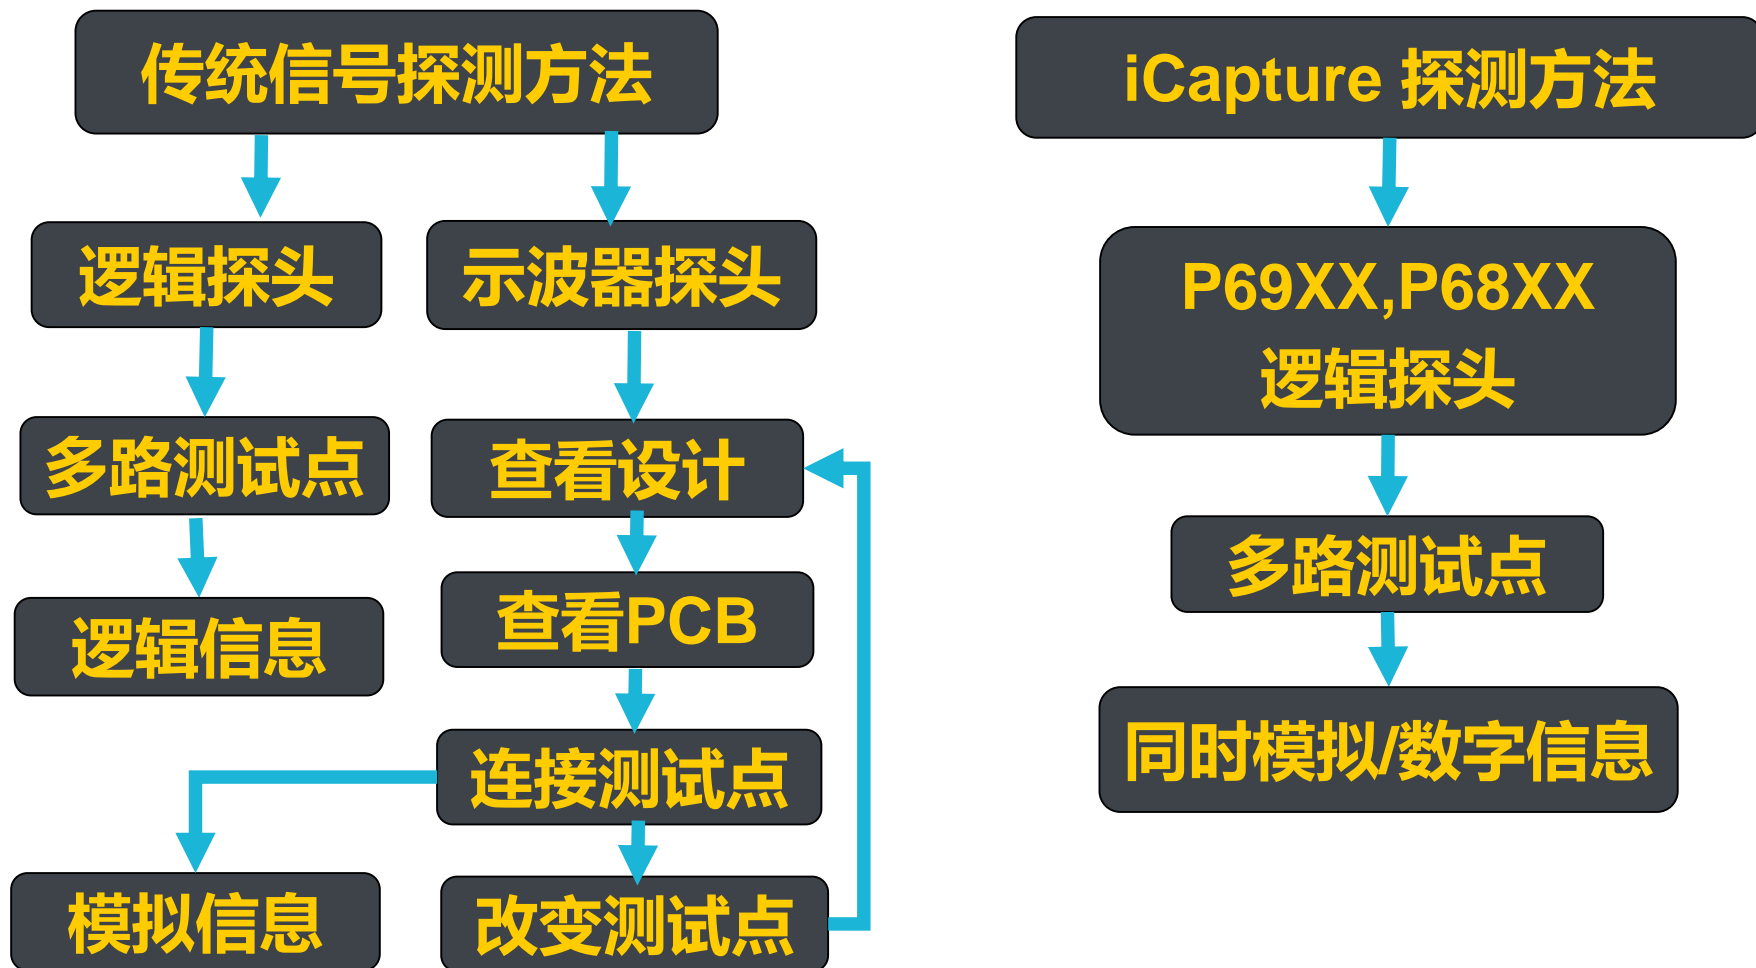 传统信号探测方法
逻辑探头
示波器探头
多路测试点
查看设计
逻辑信息
查看PCB
连接测试点
模拟信息
改变测试点
iCapture 探测方法
P69XX,P68XX
逻辑探头
多路测试点
同时模拟/数字信息